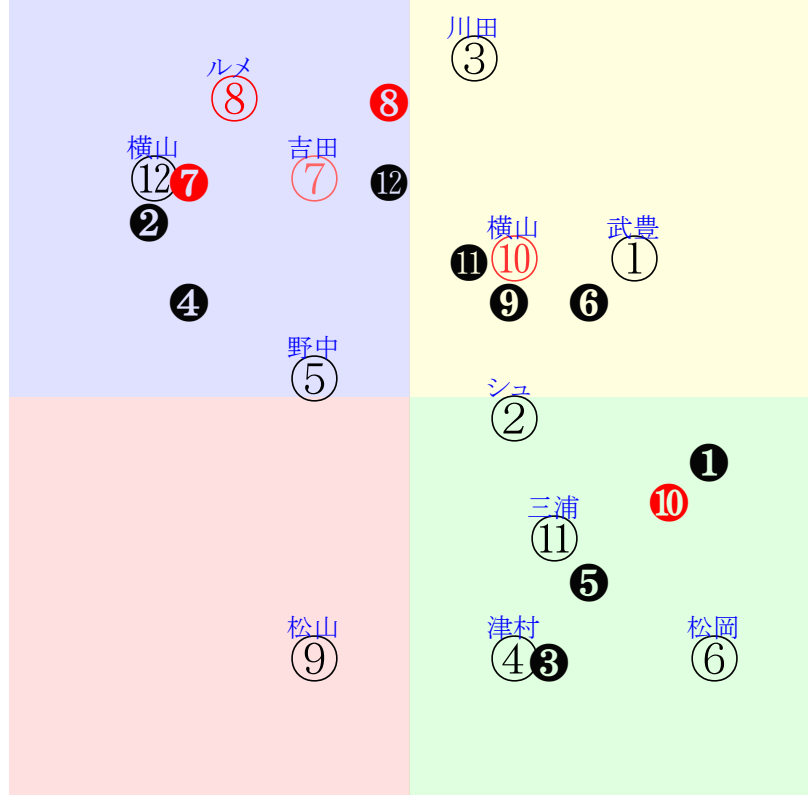 川田
③
ルメ
⑧
❽
横山
⑫
❼
吉田
⑦
⓬
❷
横山
⑩
⓫
武豊
①
❹
❾
❻
野中
⑤
シュ
②
❶
❿
三浦
⑪
❺
松山
⑨
津村
④
❸
松岡
⑥